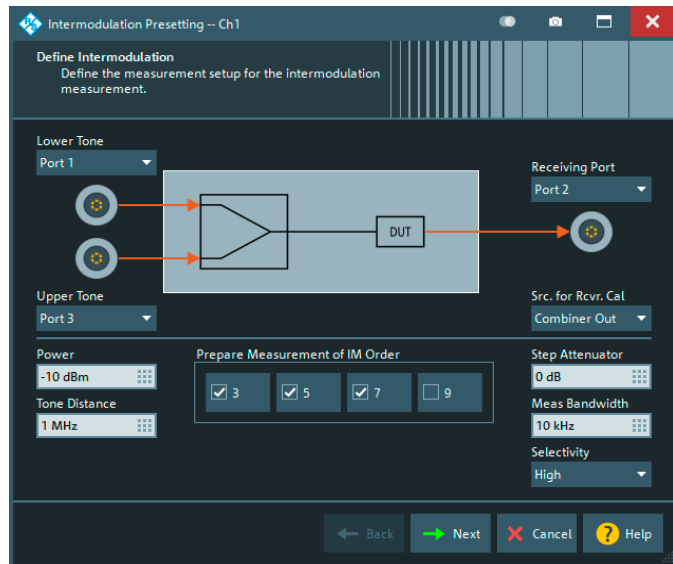 Intermodulation Presetting -- Ch1
Define Intermodulation
Define the measurement setup for the intermodulation
measurement.
Lower Tone
Port 1
Receiving Port
Port 2
DUT
Upper Tone
Port 3
Src. for Rcvr. Cal
Combiner Out
Power
-10 dBm
Prepare Measurement of IM Order
3
5
7
9
Step Attenuator
0 dB
Tone Distance
1 MHz
Meas Bandwidth
10 kHz
Selectivity
High
Back
Next
Cancel
? Help